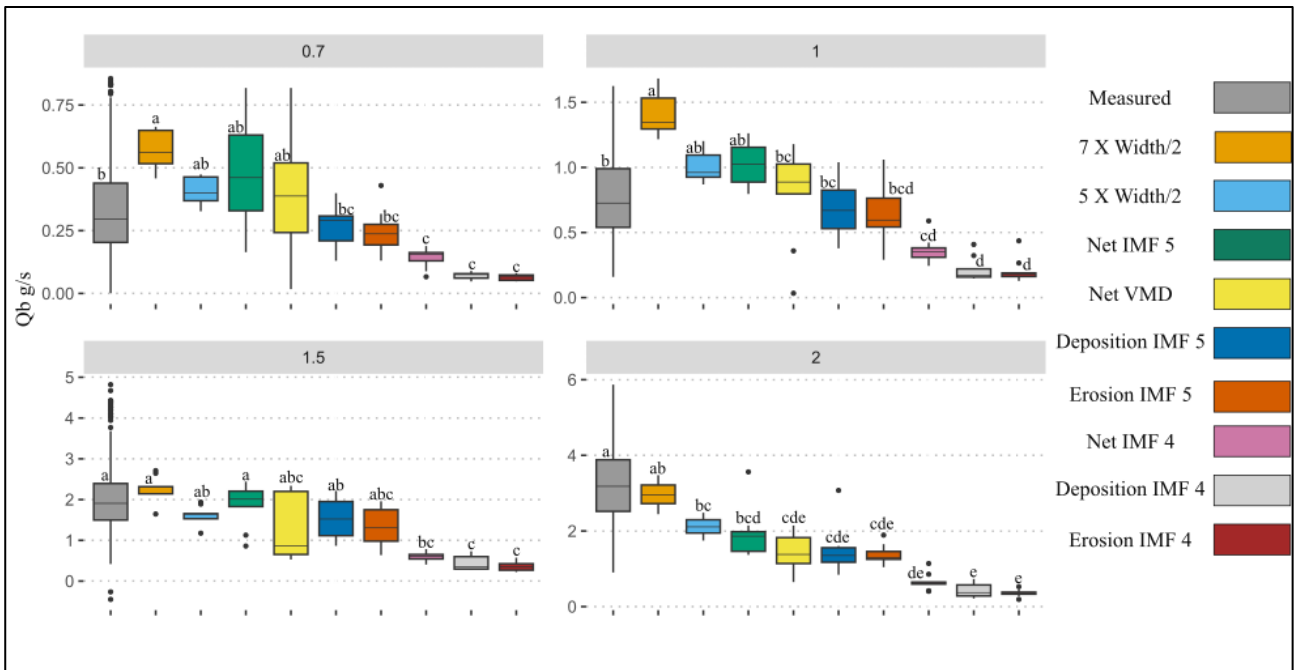 0.7
1
0.75
0.50
0.25
0.00
b
a
ab
ab
ab
bc
bc
c
c
c
1.5
1.0
0.5
0.0
b
a
ab
ab
bc
bc
bcd
cd
d
d
Qb g/s
1.5
2
5
4
3
2
1
0
a
a
ab
a
abc
ab
abc
bc
c
c
6
4
2
0
a
ab
bc
bcd
cde
cde
cde
de
e
e
Measured
7 X Width/2
5 X Width/2
Net IMF 5
Net VMD
Deposition IMF 5
Erosion IMF 5
Net IMF 4
Deposition IMF 4
Erosion IMF 4